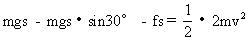 mgs - mgs • sin30° - fs = 1/2 • 2mv²